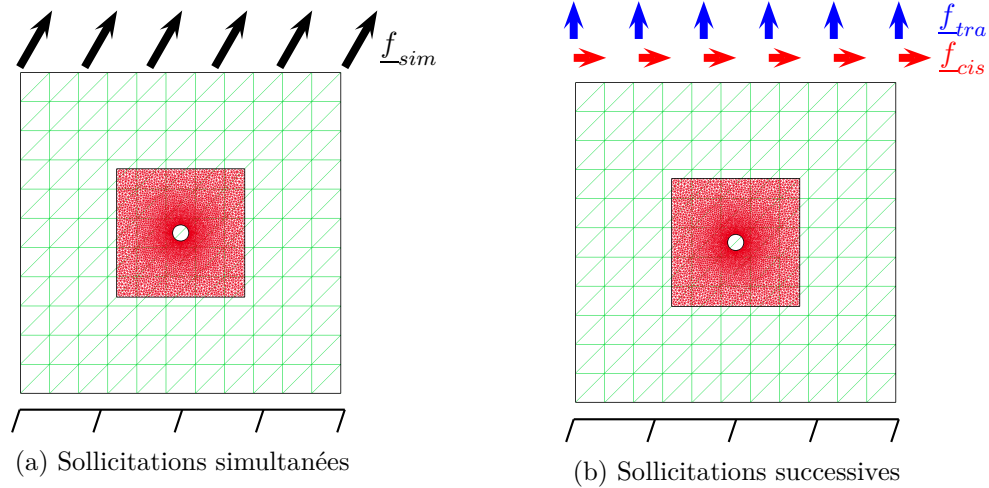 f_sim
f_tra
f_cis
(a) Sollicitations simultanées
(b) Sollicitations successives